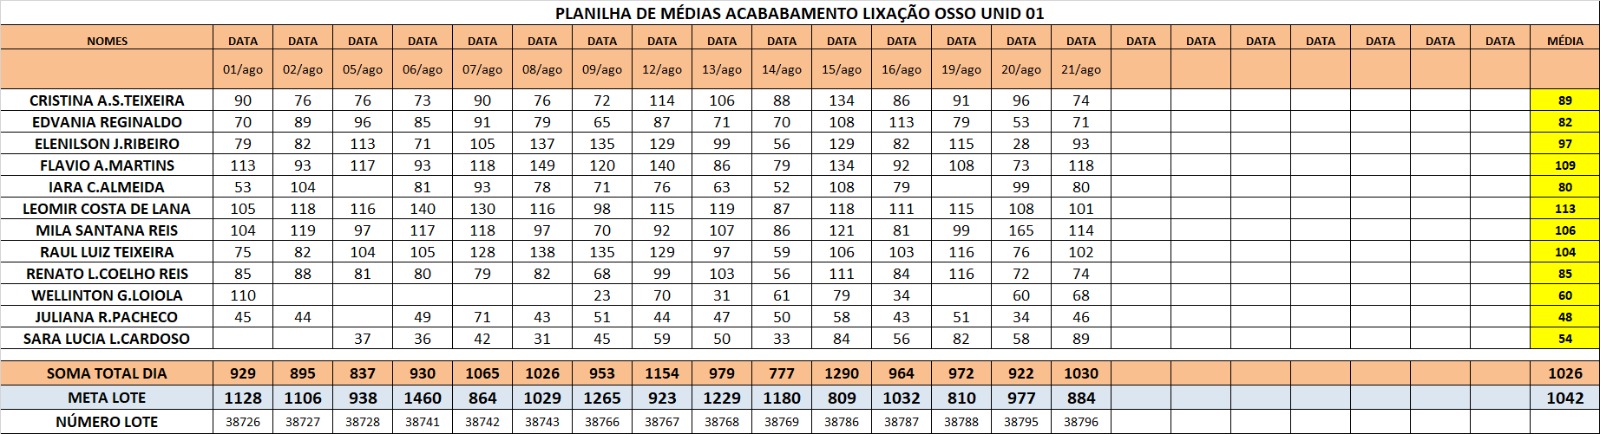 PLANILHA DE MÉDIAS ACABABAMENTO LIXAÇÃO OSSO UNID 01
NOMES DATA DATA DATA DATA DATA DATA DATA DATA DATA DATA DATA DATA DATA DATA DATA DATA DATA DATA DATA DATA DATA DATA MÉDIA
01/ago 02/ago 05/ago 06/ago 07/ago 08/ago 09/ago 12/ago 13/ago 14/ago 15/ago 16/ago 19/ago 20/ago 21/ago
CRISTINA A.S.TEIXEIRA 90 76 76 73 90 76 72 114 106 88 134 86 91 96 74 89
EDVANIA REGINALDO 70 89 96 85 91 79 65 87 71 70 108 113 79 53 71 82
ELENILSON J.RIBEIRO 79 82 113 71 105 137 135 129 99 56 129 82 115 28 93 97
FLAVIO A.MARTINS 113 93 117 93 118 149 120 140 86 79 134 92 108 73 118 109
IARA C.ALMEIDA 53 104 81 93 78 71 76 63 52 108 79 99 80 80
LEOMIR COSTA DE LANA 105 118 116 140 130 116 98 115 119 87 118 111 115 108 101 113
MILA SANTANA REIS 104 119 97 117 118 97 70 92 107 86 121 81 99 165 114 106
RAUL LUIZ TEIXEIRA 75 82 104 105 128 138 135 129 97 59 106 103 116 76 102 104
RENATO L.COELHO REIS 85 88 81 80 79 82 68 99 103 56 111 84 116 72 74 85
WELLINTON G.LOIOLA 110 23 70 31 61 79 34 60 68 60
JULIANA R.PACHECO 45 44 49 71 43 51 44 47 50 58 43 51 34 46 48
SARA LUCIA L.CARDOSO 37 36 42 31 45 59 50 33 84 56 82 58 89 54
SOMA TOTAL DIA 929 895 837 930 1065 1026 953 1154 979 777 1290 964 972 922 1030 1026
META LOTE 1128 1106 938 1460 864 1029 1265 923 1229 1180 809 1032 810 977 884 1042
NÚMERO LOTE 38726 38727 38728 38741 38742 38743 38766 38767 38768 38769 38786 38787 38788 38795 38796